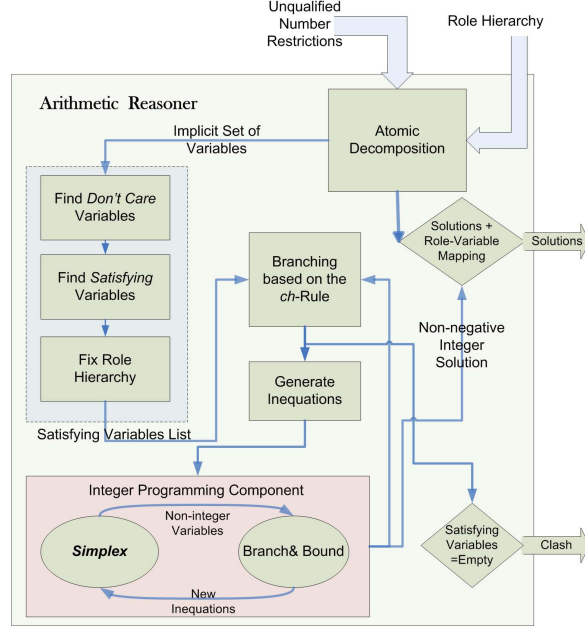 Unqualified
Number
Restrictions
Role Hierarchy
Arithmetic Reasoner
Implicit Set of
Variables
Atomic
Decomposition
Find Don't Care
Variables
Solutions +
Role-Variable
Mapping
Solutions
Find Satisfying
Variables
Branching
based on the
ch-Rule
Non-negative
Integer
Solution
Fix Role
Hierarchy
Generate
Inequations
Satisfying Variables List
Integer Programming Component
Non-integer
Variables
Simplex
Branch& Bound
New
Inequations
Satisfying
Variables
=Empty
Clash